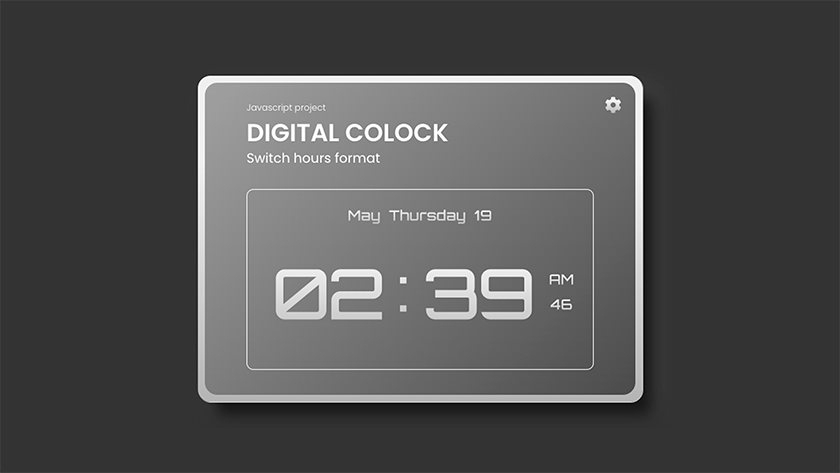 Javascript project
DIGITAL COLOCK
Switch hours format
May Thursday 19
02:39
AM
46